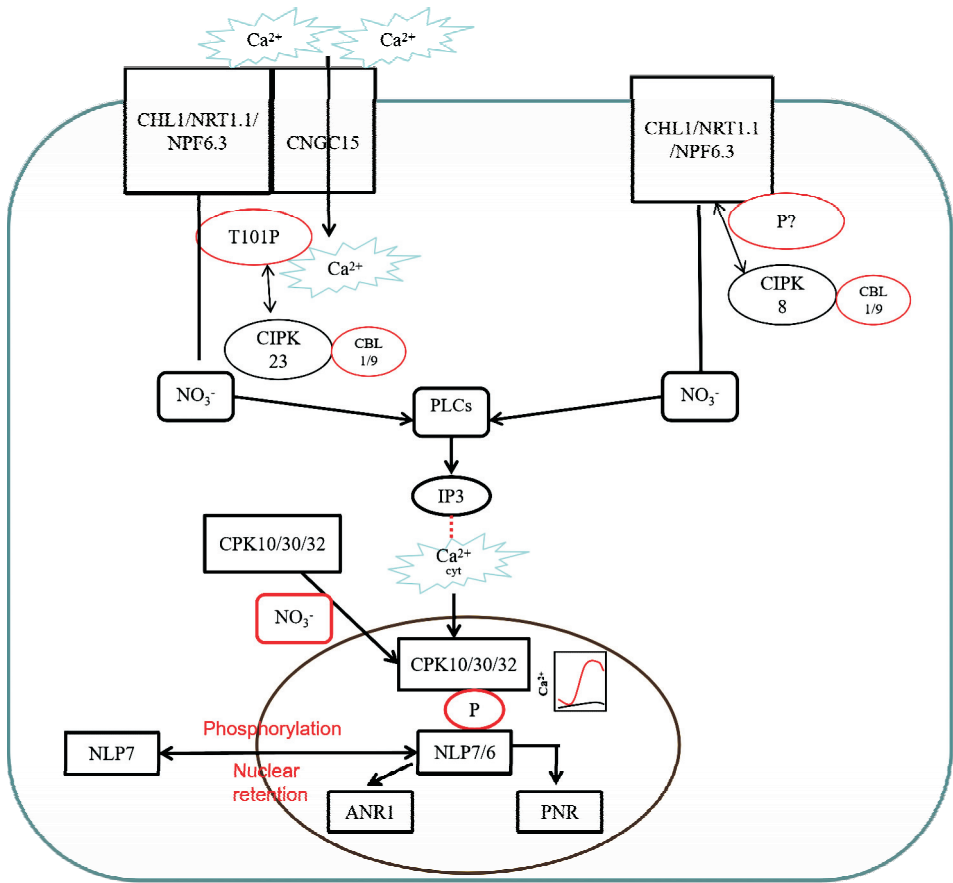 Ca²⁺
Ca²⁺
CHL1/NRT1.1/
NPF6.3
CNGC15
CHL1/NRT1.1
/NPF6.3
T101P
Ca²⁺
P?
CIPK
23
CBL
1/9
CIPK
8
CBL
1/9
NO₃⁻
PLCs
NO₃⁻
IP3
CPK10/30/32
Ca²⁺
cyt
NO₃⁻
CPK10/30/32
Ca²⁺
P
Phosphorylation
NLP7
NLP7/6
Nuclear
retention
ANR1
PNR